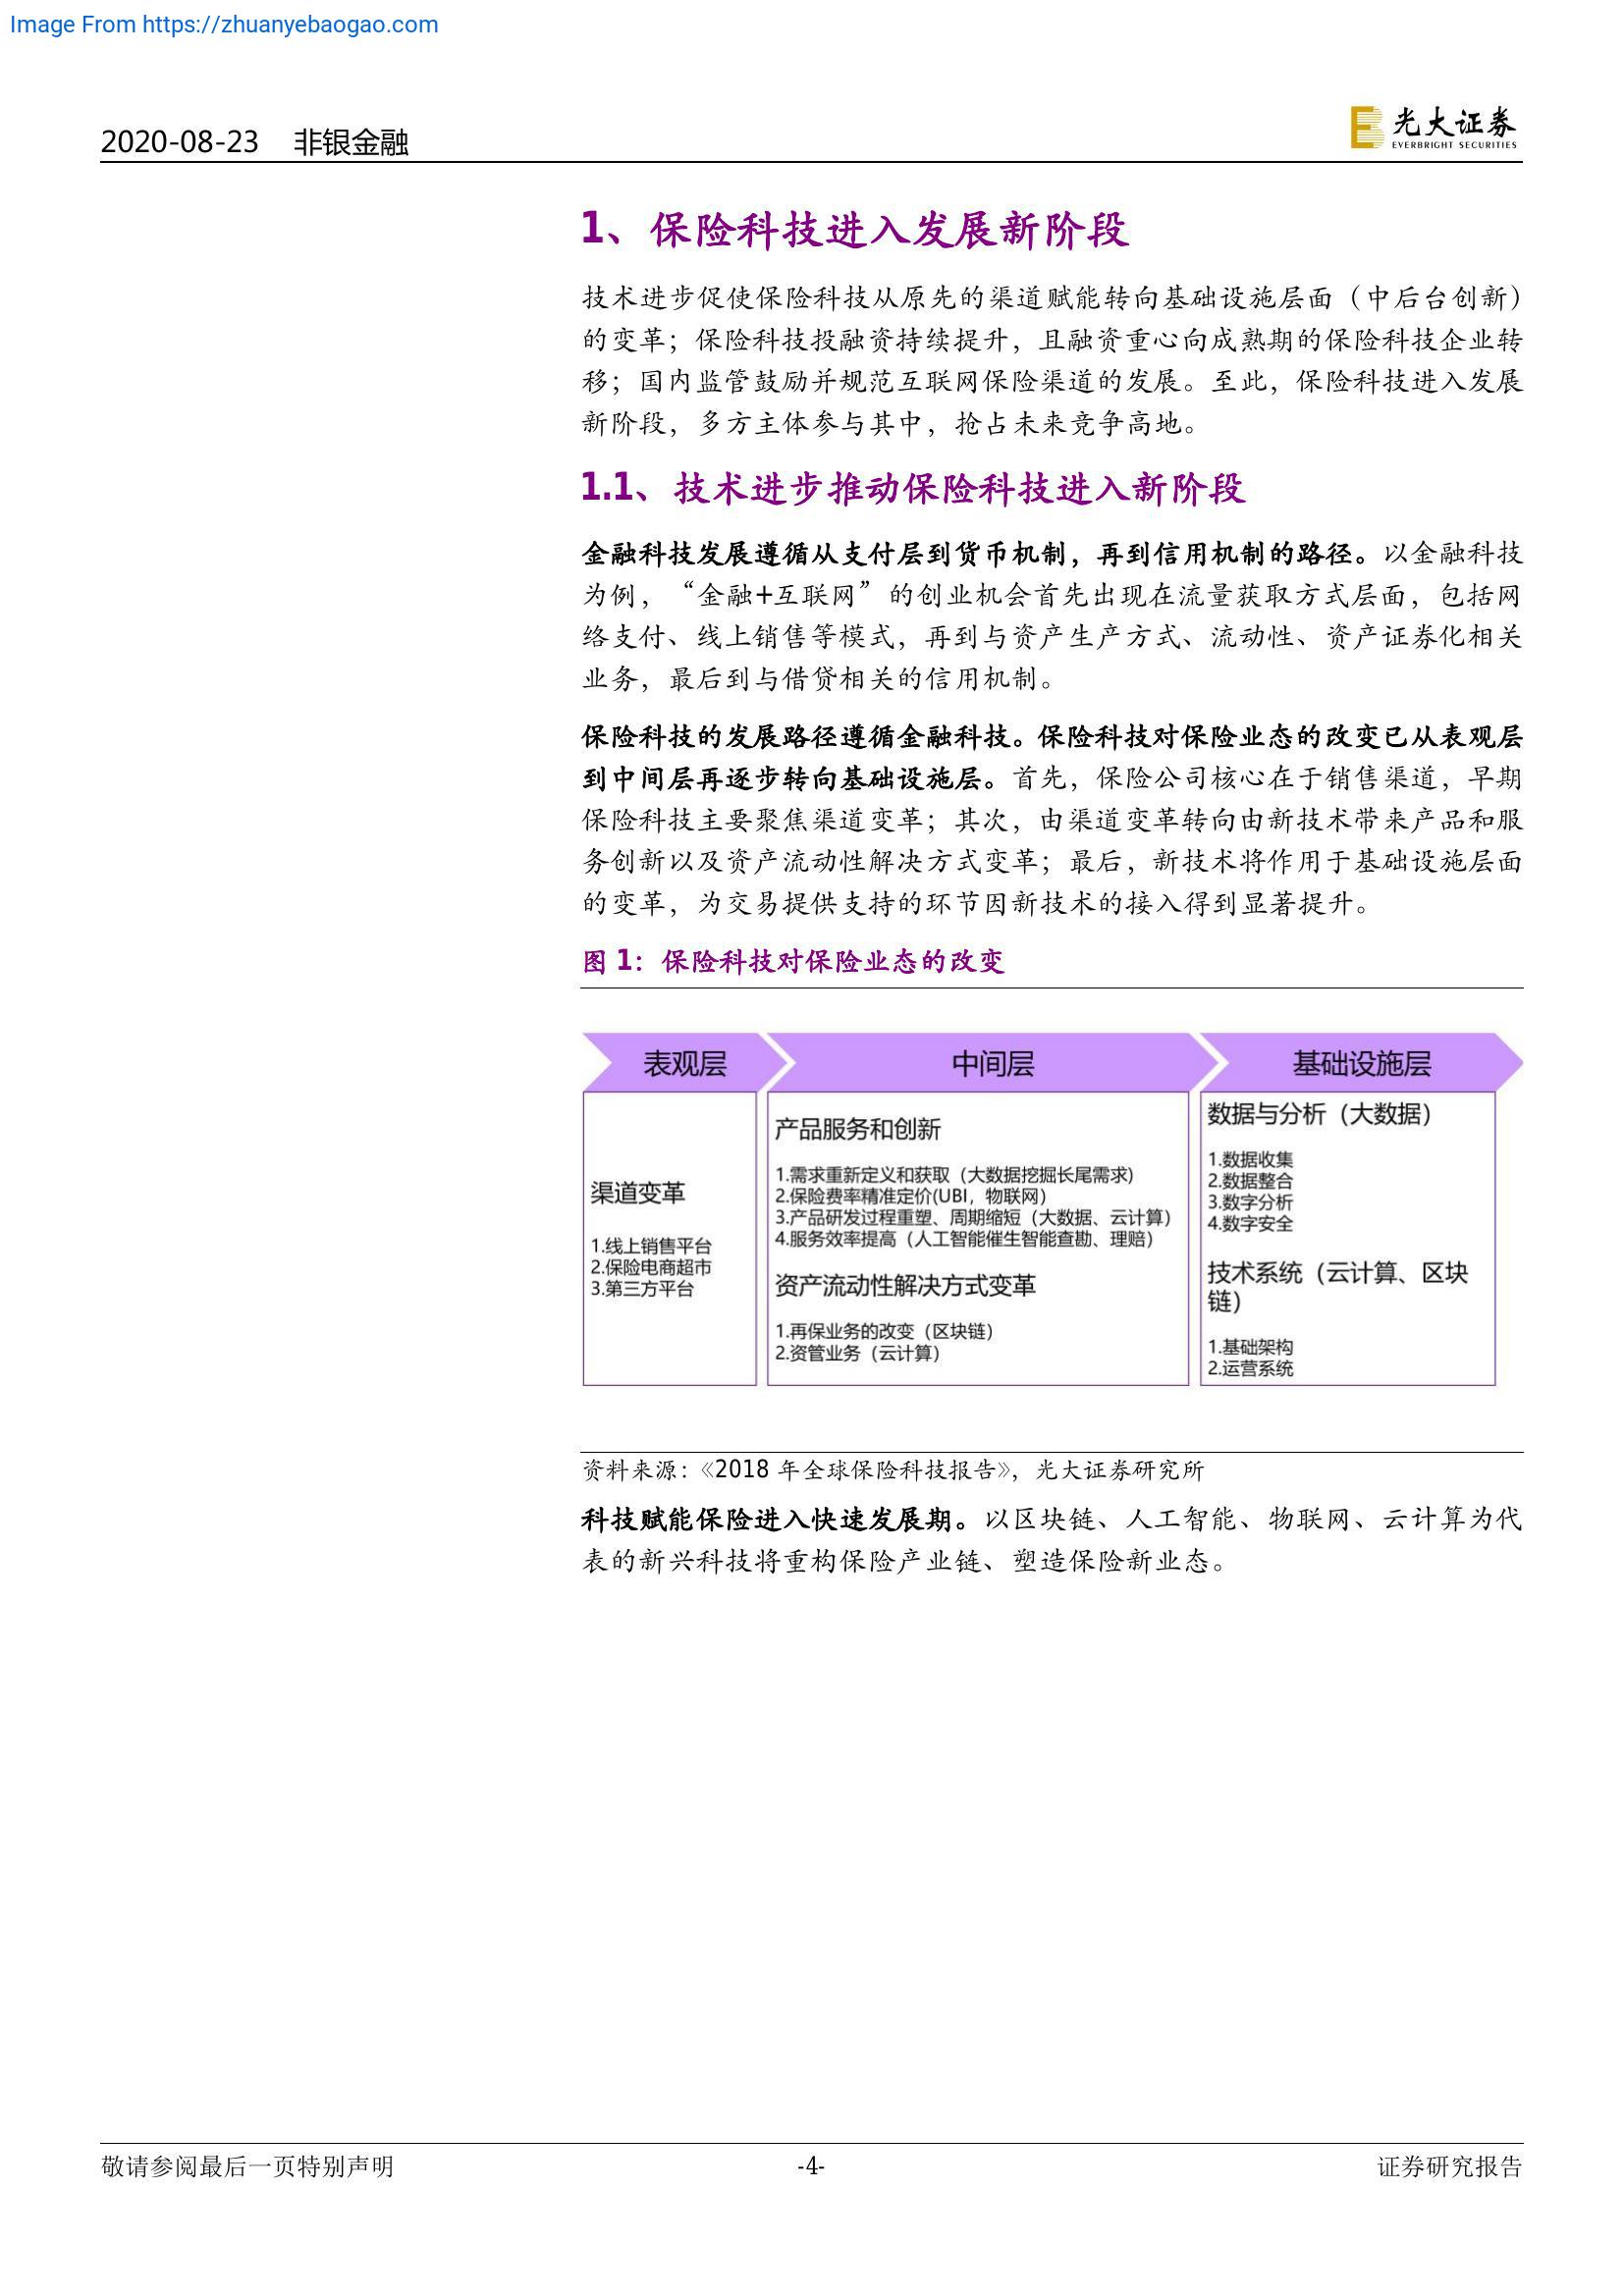 Image From https://zhuanyebaogao.com
2020-08-23 非银金融
光大证券
EVERBRIGHT SECURITIES
1、保险科技进入发展新阶段
技术进步促使保险科技从原先的渠道赋能转向基础设施层面（中后台创新）
的变革；保险科技投融资持续提升，且融资重心向成熟期的保险科技企业转
移；国内监管鼓励并规范互联网保险渠道的发展。至此，保险科技进入发展
新阶段，多方主体参与其中，抢占未来竞争高地。
1.1、技术进步推动保险科技进入新阶段
金融科技发展遵循从支付层到货币机制，再到信用机制的路径。以金融科技
为例，“金融+互联网”的创业机会首先出现在流量获取方式层面，包括网
络支付、线上销售等模式，再到与资产生产方式、流动性、资产证券化相关
业务，最后到与借贷相关的信用机制。
保险科技的发展路径遵循金融科技。保险科技对保险业态的改变已从表观层
到中间层再逐步转向基础设施层。首先，保险公司核心在于销售渠道，早期
保险科技主要聚焦渠道变革；其次，由渠道变革转向由新技术带来产品和服
务创新以及资产流动性解决方式变革；最后，新技术将作用于基础设施层面
的变革，为交易提供支持的环节因新技术的接入得到显著提升。
图 1：保险科技对保险业态的改变
表观层
渠道变革
1.线上销售平台
2.保险电商超市
3.第三方平台
中间层
产品服务和创新
1.需求重新定义和获取（大数据挖掘长尾需求）
2.保险费率精准定价(UBI，物联网）
3.产品研发过程重塑、周期缩短（大数据、云计算）
4.服务效率提高（人工智能催生智能查勘、理赔）
资产流动性解决方式变革
1.再保业务的改变（区块链）
2.资管业务（云计算）
基础设施层
数据与分析（大数据）
1.数据收集
2.数据整合
3.数字分析
4.数字安全
技术系统（云计算、区块
链）
1.基础架构
2.运营系统
资料来源：《2018 年全球保险科技报告》，光大证券研究所
科技赋能保险进入快速发展期。以区块链、人工智能、物联网、云计算为代
表的新兴科技将重构保险产业链、塑造保险新业态。
敬请参阅最后一页特别声明
-4-
证券研究报告